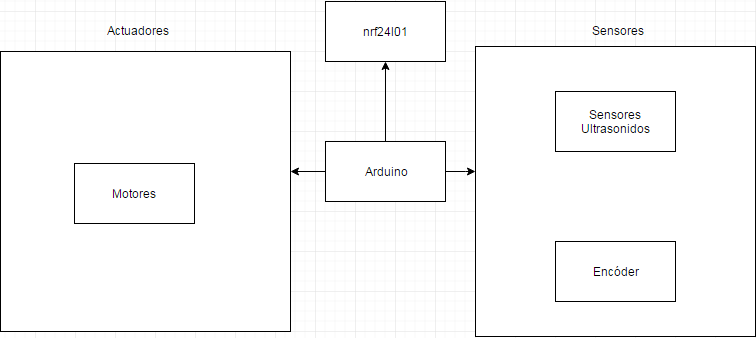 Actuadores
nrf24l01
Sensores
Sensores
Ultrasonidos
Arduino
Motores
Encóder